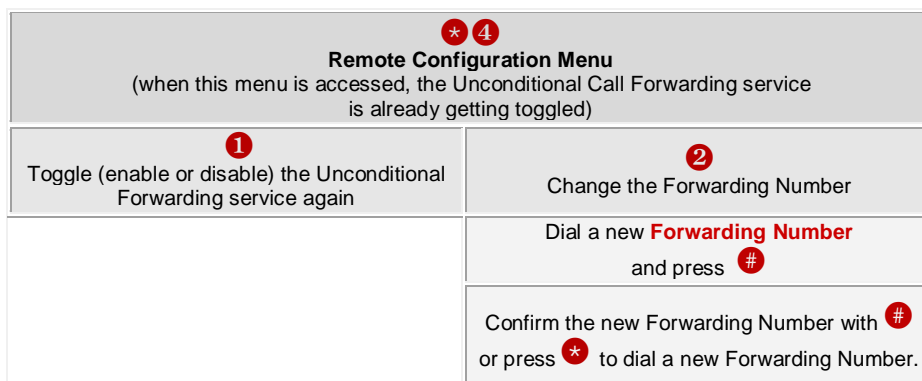 * 4
Remote Configuration Menu
(when this menu is accessed, the Unconditional Call Forwarding service
is already getting toggled)
1
Toggle (enable or disable) the Unconditional
Forwarding service again
2
Change the Forwarding Number
Dial a new Forwarding Number
and press #
Confirm the new Forwarding Number with #
or press * to dial a new Forwarding Number.